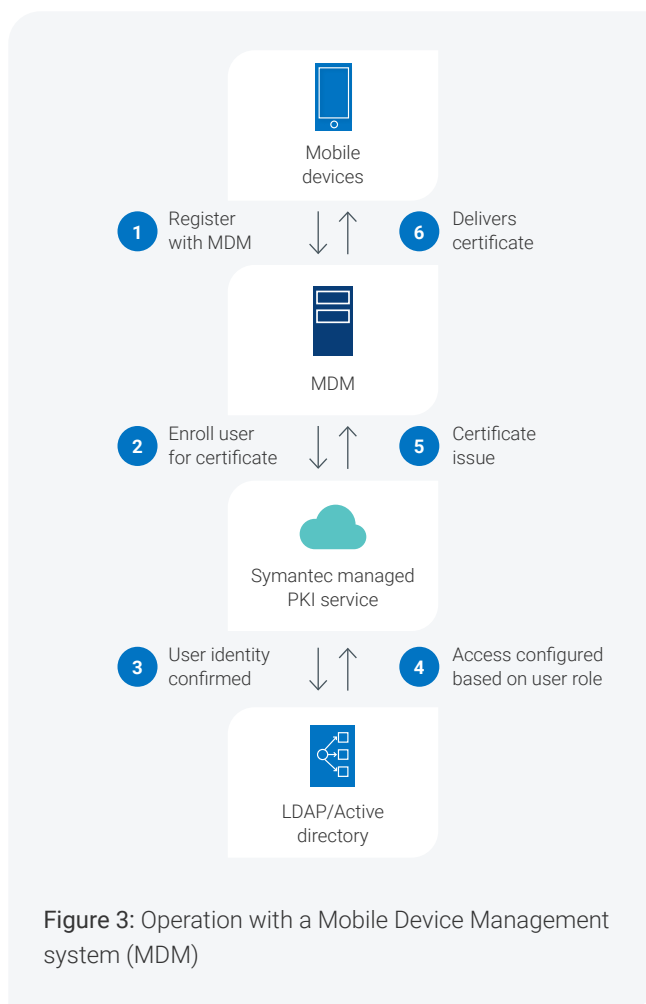 Mobile
devices
1
Register
with MDM
6
Delivers
certificate
MDM
2
Enroll user
for certificate
5
Certificate
issue
Symantec managed
PKI service
3
User identity
confirmed
4
Access configured
based on user role
LDAP/Active
directory
Figure 3: Operation with a Mobile Device Management
system (MDM)